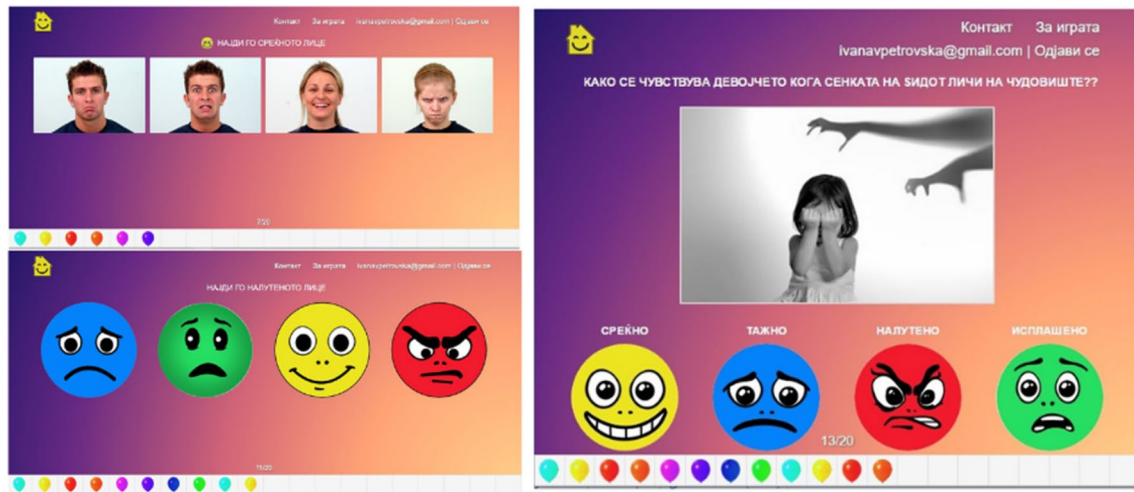 Контакт За играта ivanavpetrovska@gmail.com | Одјави се
НАЈДИ ГО СРЕЌНОТО ЛИЦЕ
7/20
Контакт За играта ivanavpetrovska@gmail.com | Одјави се
НАЈДИ ГО НАЛУТЕНОТО ЛИЦЕ
11/20
Контакт За играта
ivanavpetrovska@gmail.com | Одјави се
КАКО СЕ ЧУВСТВУВА ДЕВОЈЧЕТО КОГА СЕНКАТА НА ЅИДОТ ЛИЧИ НА ЧУДОВИШТЕ??
СРЕЌНО ТАЖНО НАЛУТЕНО ИСПЛАШЕНО
13/20